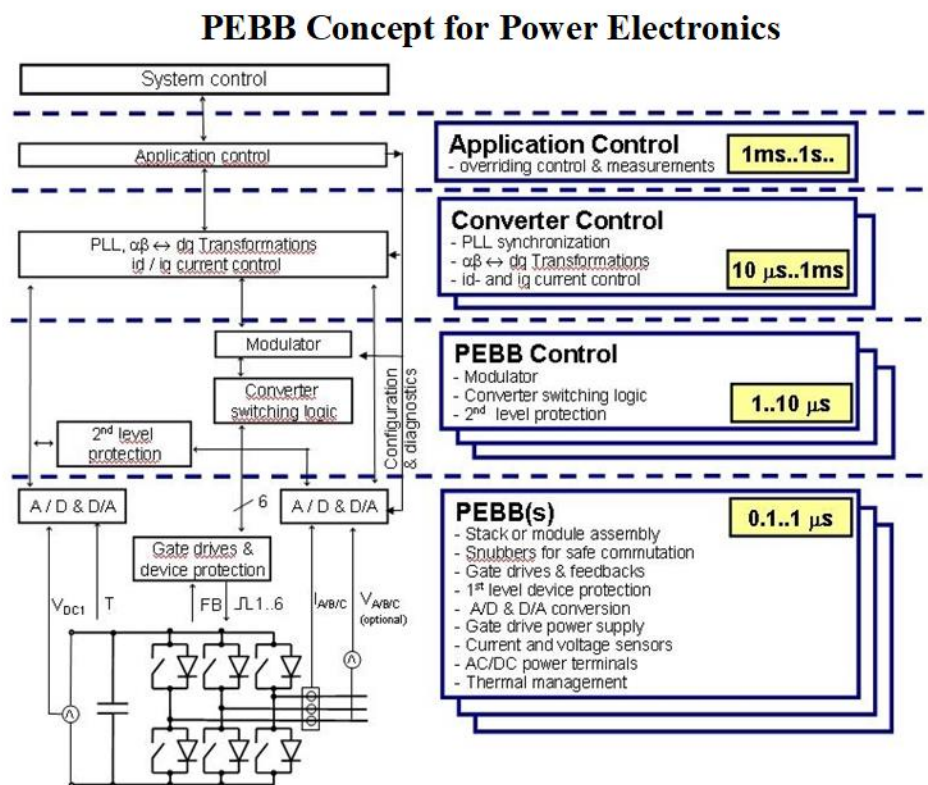 PEBB Concept for Power Electronics
System control
Application control
PLL, αβ ↔ dq Transformations
id / iq current control
Modulator
Converter
switching logic
2nd level
protection
Configuration
& diagnostics
A / D & D/A
6
A / D & D/A
Gate drives &
device protection
VDC1
T
FB
1..6
IA/B/C
VA/B/C
(optional)
Application Control
- overriding control & measurements
1ms..1s..
Converter Control
- PLL synchronization
- αβ ↔ dq Transformations
- id- and iq current control
10 μs..1ms
PEBB Control
- Modulator
- Converter switching logic
- 2nd level protection
1..10 μs
PEBB(s)
0.1..1 μs
- Stack or module assembly
- Snubbers for safe commutation
- Gate drives & feedbacks
- 1st level device protection
- A/D & D/A conversion
- Gate drive power supply
- Current and voltage sensors
- AC/DC power terminals
- Thermal management